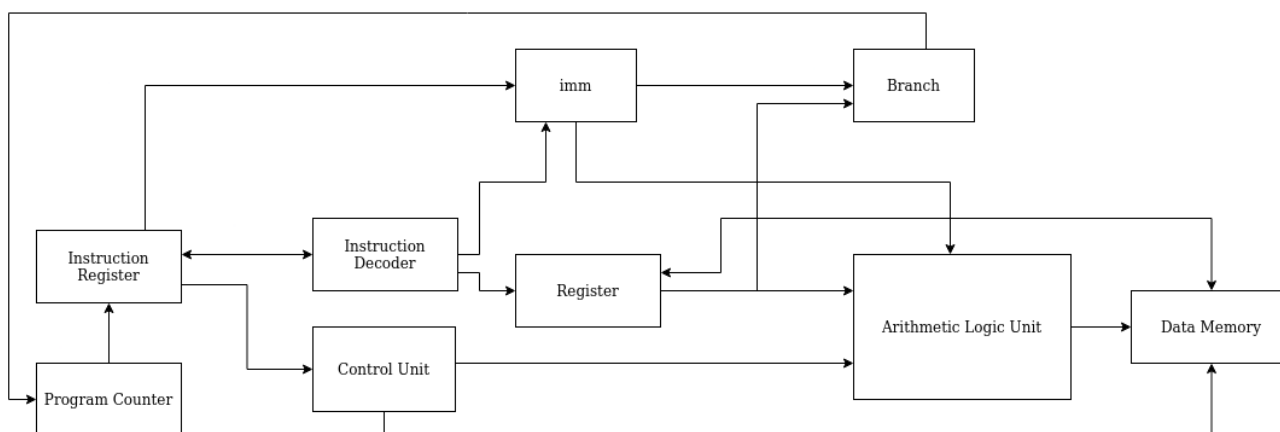 imm
Branch
Instruction
Decoder
Instruction
Register
Register
Arithmetic Logic Unit
Data Memory
Control Unit
Program Counter